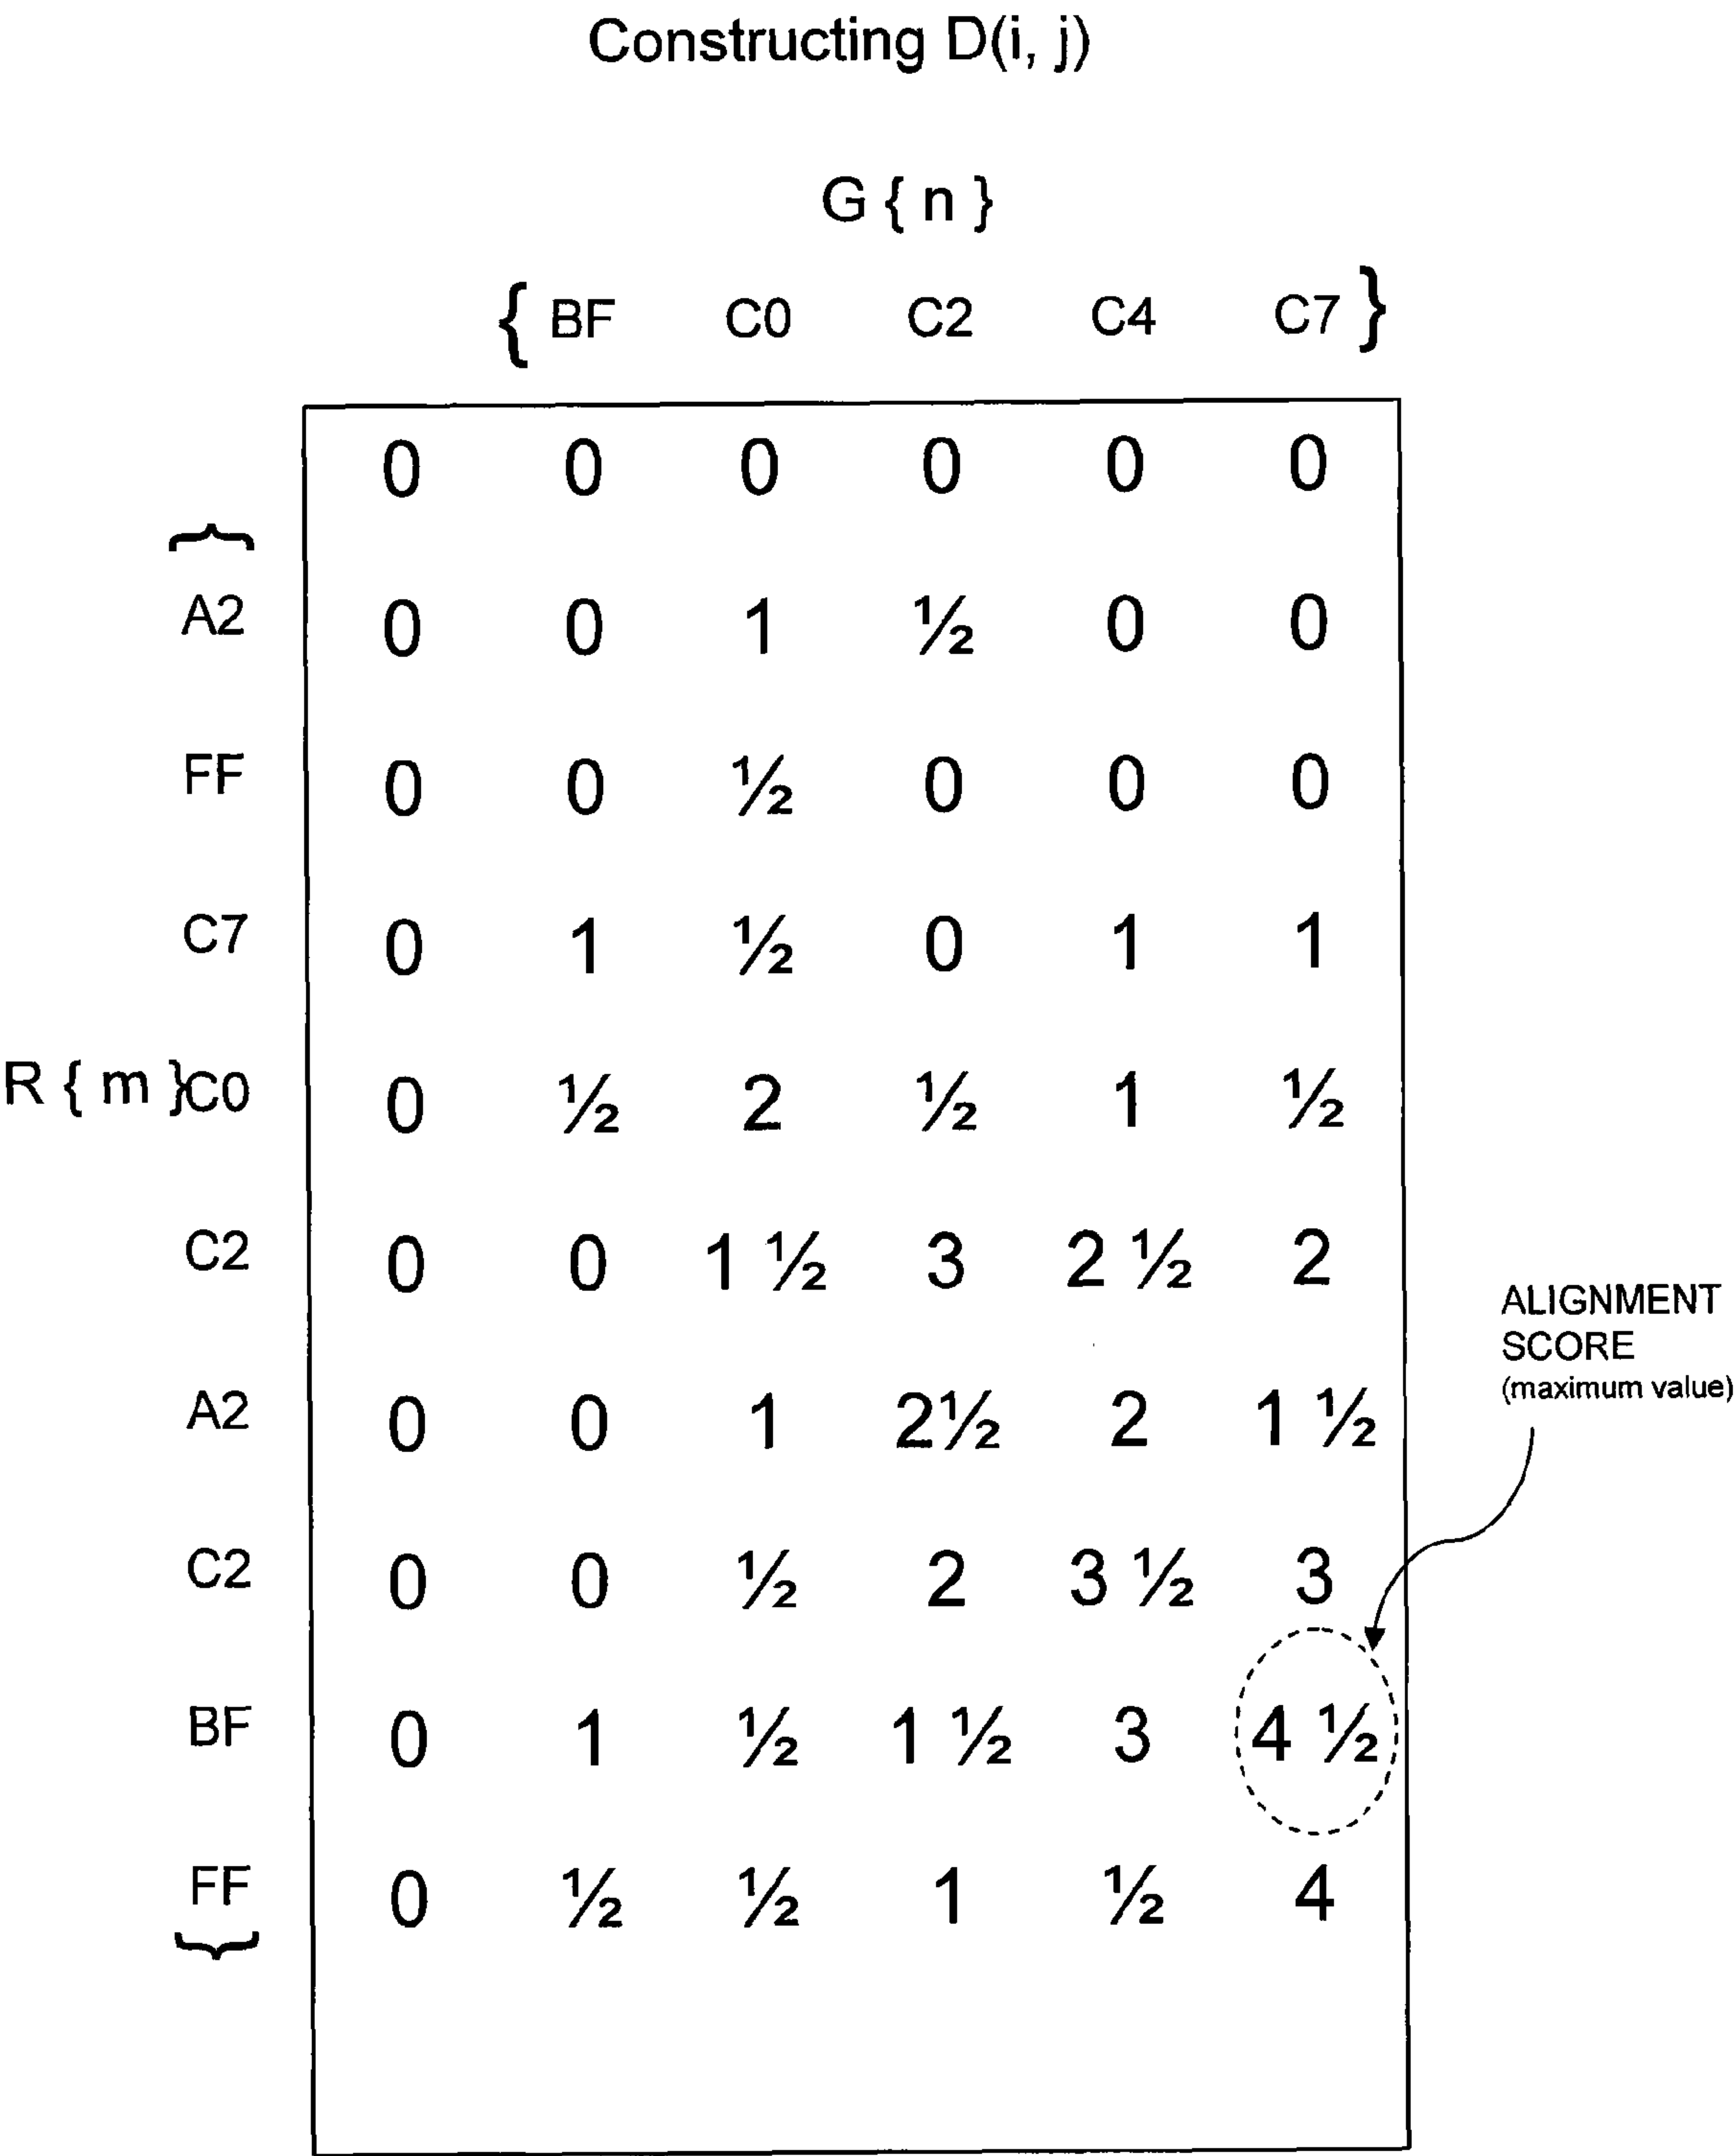 Constructing D(i, j)
G { n }
{ BF C0 C2 C4 C7 }
0 0 0 0 0 0
{
A2 0 0 1 ½ 0 0
FF 0 0 ½ 0 0 0
C7 0 1 ½ 0 1 1
R { m } C0 0 ½ 2 ½ 1 ½
C2 0 0 1 ½ 3 2 ½ 2
ALIGNMENT
SCORE
(maximum value)
A2 0 0 1 2½ 2 1 ½
C2 0 0 ½ 2 3 ½ 3
BF 0 1 ½ 1 ½ 3 4 ½
FF 0 ½ ½ 1 ½ 4
}